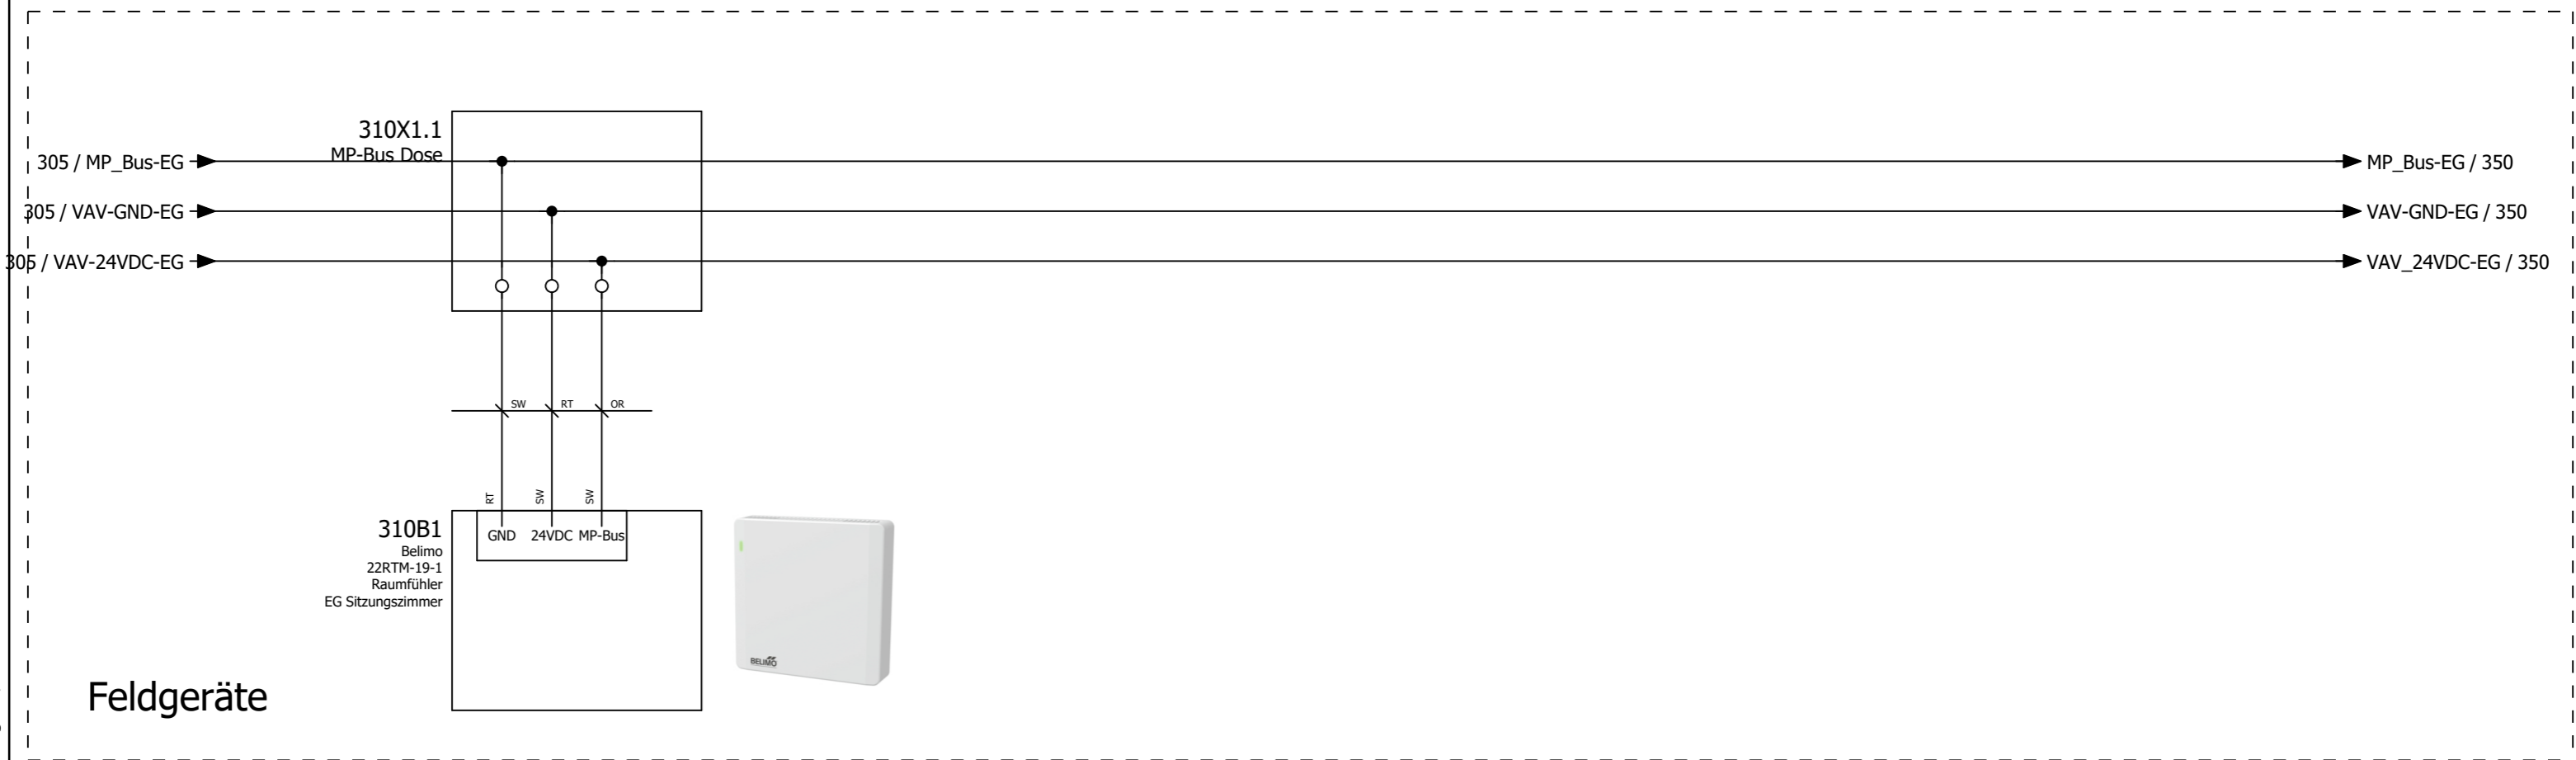 310X1.1
MP-Bus Dose
305 / MP_Bus-EG
MP_Bus-EG / 350
305 / VAV-GND-EG
VAV-GND-EG / 350
305 / VAV-24VDC-EG
VAV_24VDC-EG / 350
SW RT OR
RT SW SW
310B1
GND 24VDC MP-Bus
Belimo
22RTM-19-1
Raumfühler
EG Sitzungszimmer
BELIMO
Feldgeräte